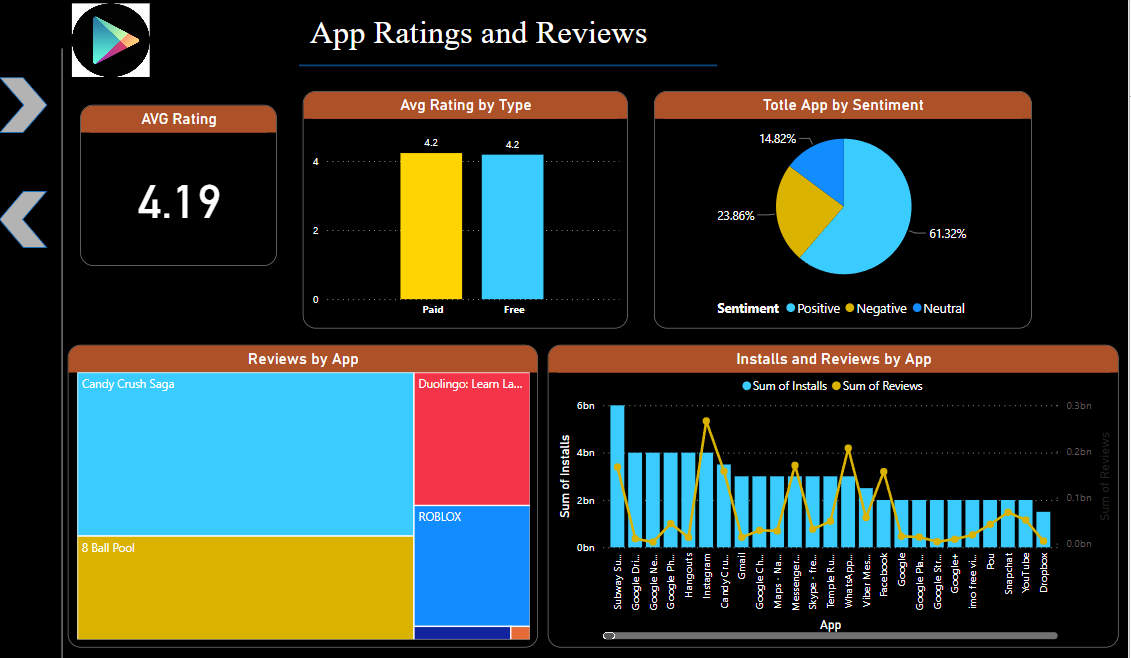 App Ratings and Reviews
AVG Rating
4.19
Avg Rating by Type
4.2
4.2
4
2
0
Paid
Free
Totle App by Sentiment
14.82%
23.86%
61.32%
Sentiment Positive Negative Neutral
Reviews by App
Candy Crush Saga
Duolingo: Learn La...
ROBLOX
8 Ball Pool
Installs and Reviews by App
Sum of Installs Sum of Reviews
6bn
4bn
2bn
0bn
Sum of Installs
0.3bn
0.2bn
0.1bn
0.0bn
Sum of Reviews
Subway Su...
Google Dri...
Google Ne...
Google Ph...
Hangouts
Instagram
Candy Cru...
Gmail
Google Ch...
Maps - Na...
Messenger...
Skype - fre...
Temple Ru...
WhatsApp...
Viber Mes...
Facebook
Google
Google Pla...
Google Str...
Google+
imo free vi...
Pou
Snapchat
YouTube
Dropbox
App